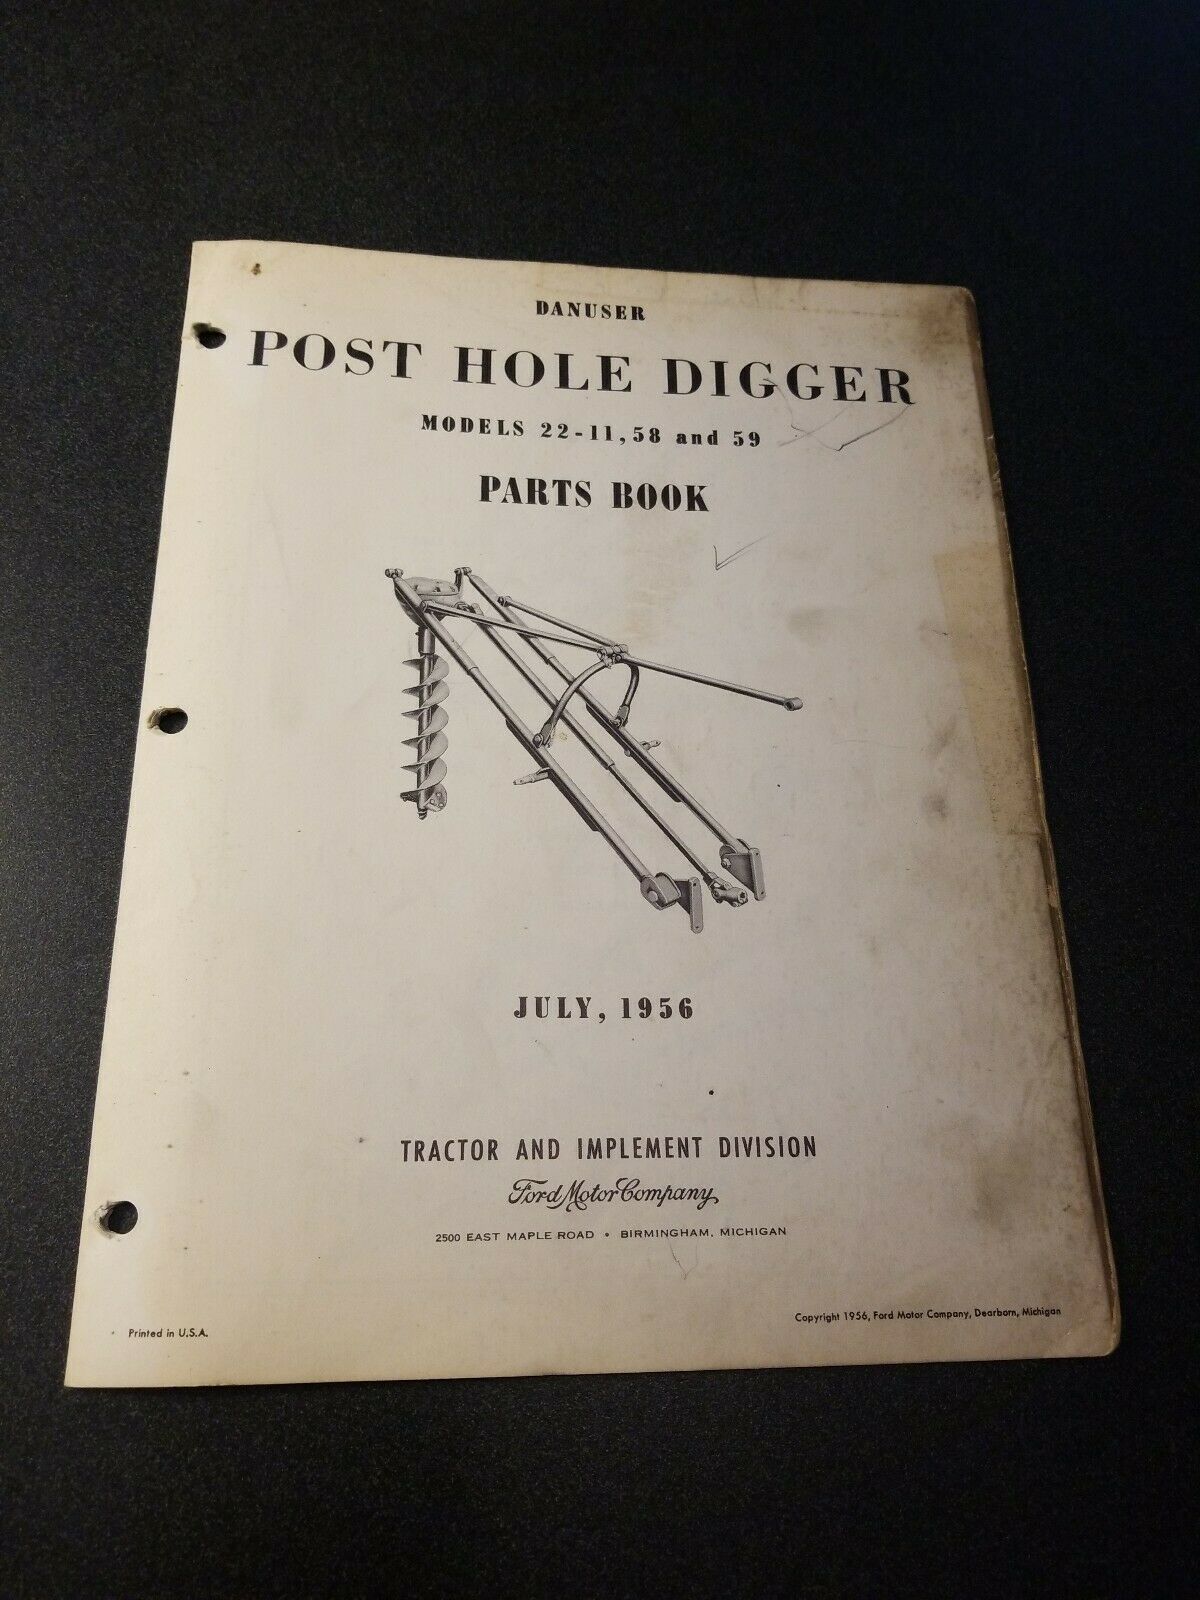 DANUSER
POST HOLE DIGGER
MODELS 22-11, 58 and 59
PARTS BOOK
JULY, 1956
TRACTOR AND IMPLEMENT DIVISION
Ford Motor Company
2500 EAST MAPLE ROAD • BIRMINGHAM, MICHIGAN
Copyright 1956, Ford Motor Company, Dearborn, Michigan
Printed in U.S.A.